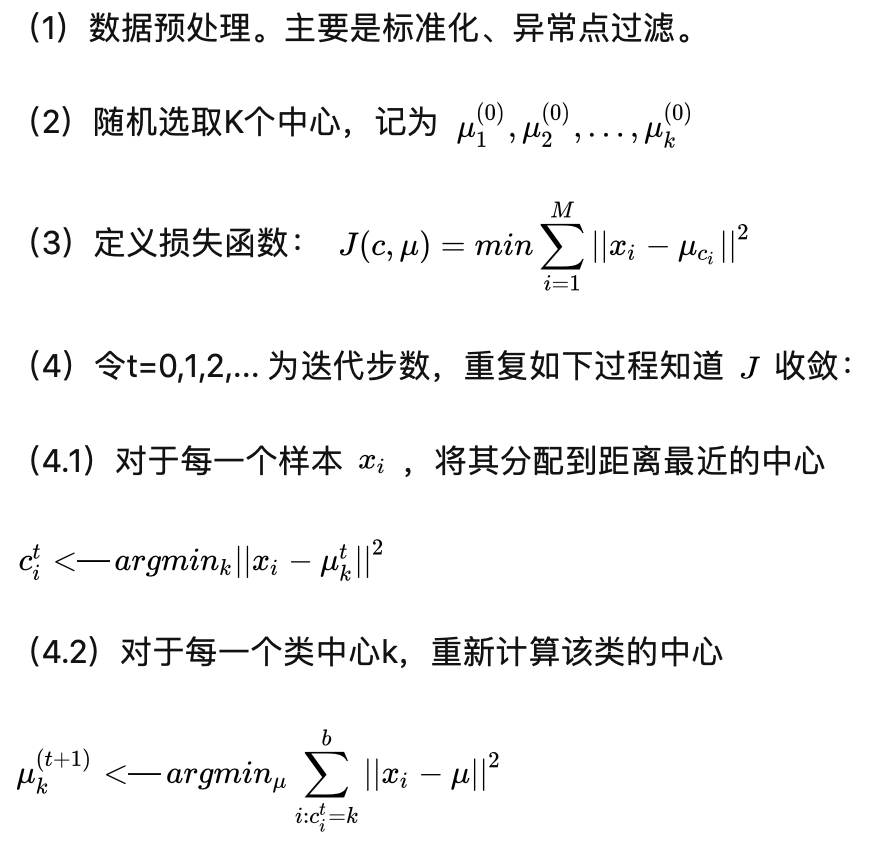 （1）数据预处理。主要是标准化、异常点过滤。
（2）随机选取K个中心，记为 $\mu_1^{(0)}, \mu_2^{(0)}, \ldots, \mu_k^{(0)}$
（3）定义损失函数： $J(c, \mu) = min \sum_{i=1}^{M} ||x_i - \mu_{c_i}||^2$
（4）令t=0,1,2,... 为迭代步数，重复如下过程知道 $J$ 收敛：
（4.1）对于每一个样本 $x_i$ ，将其分配到距离最近的中心
$c_i^t <— argmin_k ||x_i - \mu_k^t||^2$
（4.2）对于每一个类中心k，重新计算该类的中心
$\mu_k^{(t+1)} <— argmin_\mu \sum_{i:c_i^t=k}^{b} ||x_i - \mu||^2$